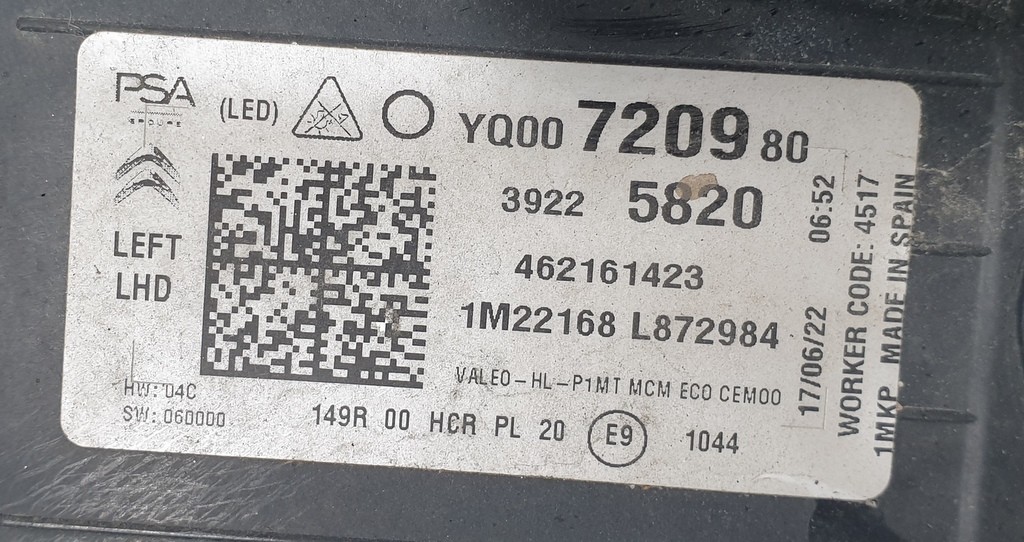 PSA
GROUPE
(LED)
YQ00 7209 80
3922 5820
LEFT
LHD
462161423
1M22168 L872984
VALEO-HL-P1MT MCM ECO CEM00
HW: 04C
SW: 060000
149R 00 HCR PL 20 E9 1044
17/06/22 06:52
WORKER CODE: 4517
1MKP MADE IN SPAIN